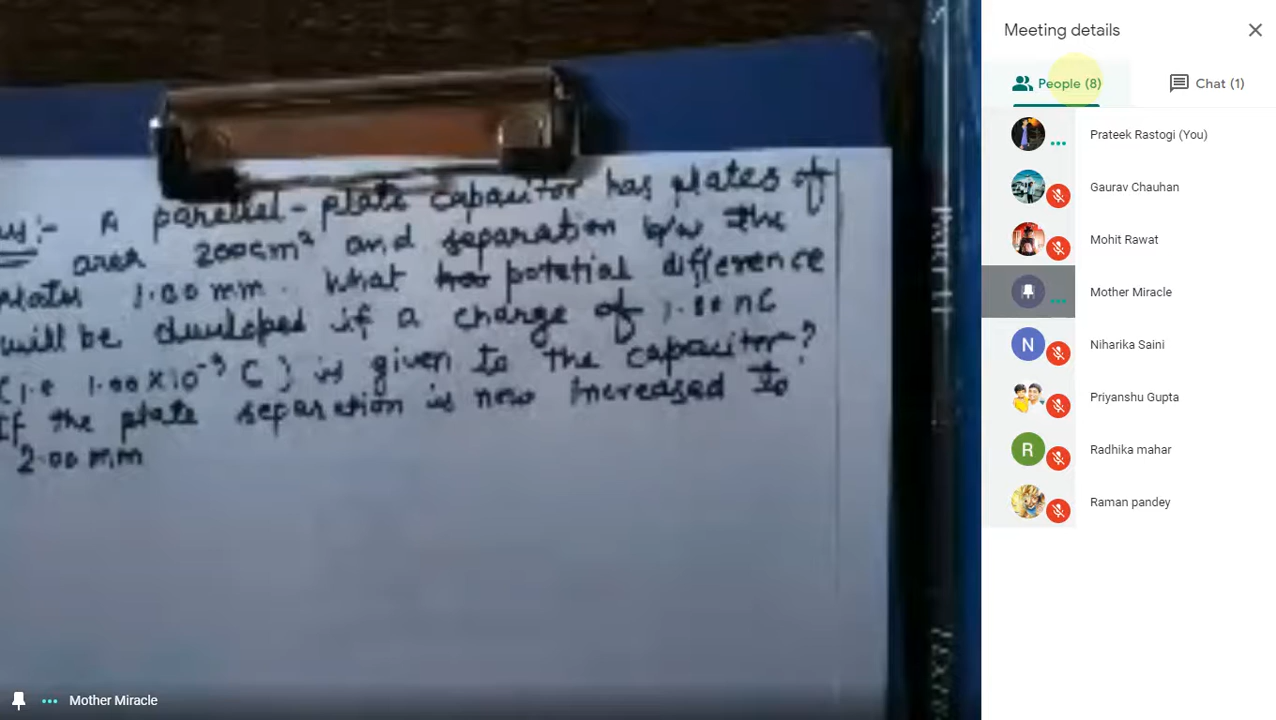 us:- A parellel-plate capacitor has plates of
area 200cm² and separation b/w the
plates 1.00 mm. What potetial difference
will be developed if a charge of 1.00 nC
(i.e 1.00×10⁻⁹ C) is given to the capacitor?
If the plate separation is now increased to
2.00 mm
Mother Miracle
Meeting details
People (8)
Chat (1)
Prateek Rastogi (You)
Gaurav Chauhan
Mohit Rawat
Mother Miracle
N
Niharika Saini
Priyanshu Gupta
R
Radhika mahar
Raman pandey